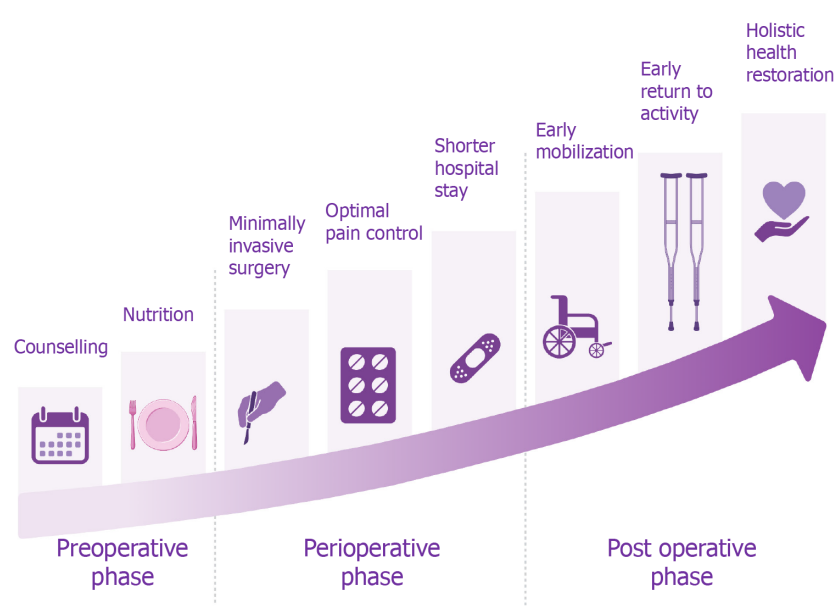 Counselling
Nutrition
Minimally
invasive
surgery
Optimal
pain control
Shorter
hospital
stay
Early
mobilization
Early
return to
activity
Holistic
health
restoration
Preoperative
phase
Perioperative
phase
Post operative
phase